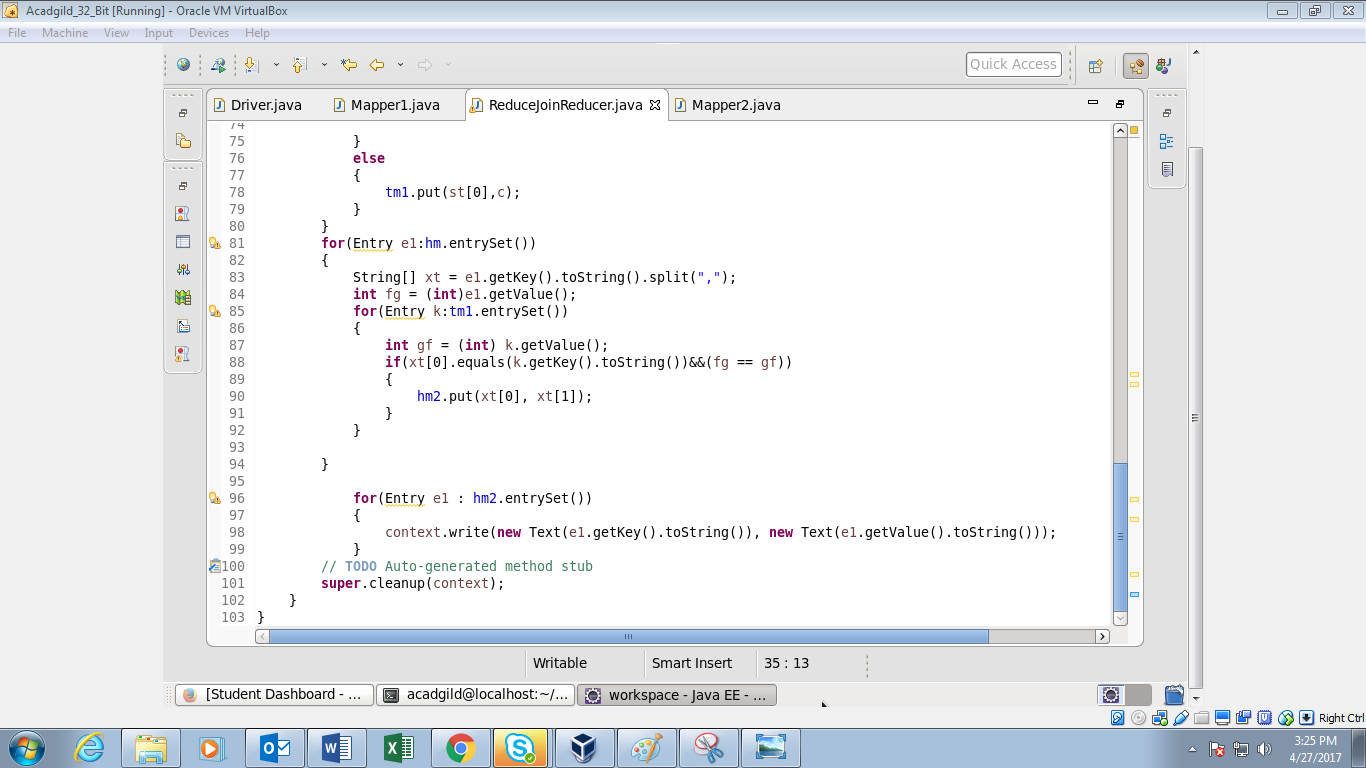 Acadgild_32_Bit [Running] - Oracle VM VirtualBox
File Machine View Input Devices Help
Quick Access
Driver.java Mapper1.java ReduceJoinReducer.java Mapper2.java
74
75 }
76 else
77 {
78 tm1.put(st[0],c);
79 }
80 }
81 for(Entry e1:hm.entrySet())
82 {
83 String[] xt = e1.getKey().toString().split(",");
84 int fg = (int)e1.getValue();
85 for(Entry k:tm1.entrySet())
86 {
87 int gf = (int) k.getValue();
88 if(xt[0].equals(k.getKey().toString())&&(fg == gf))
89 {
90 hm2.put(xt[0], xt[1]);
91 }
92 }
93
94 }
95
96 for(Entry e1 : hm2.entrySet())
97 {
98 context.write(new Text(e1.getKey().toString()), new Text(e1.getValue().toString()));
99 }
100 // TODO Auto-generated method stub
101 super.cleanup(context);
102 }
103 }
Writable Smart Insert 35 : 13
[Student Dashboard - ... acadgild@localhost:~/... workspace - Java EE - ...
Right Ctrl
3:25 PM
4/27/2017